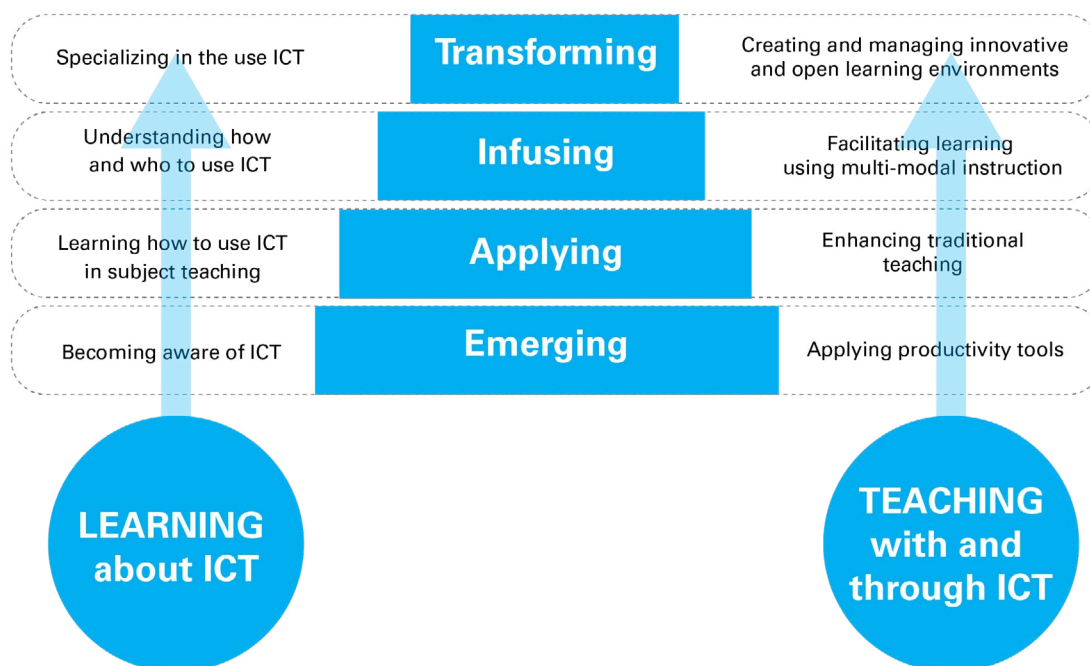 Specializing in the use ICT
Transforming
Creating and managing innovative
and open learning environments
Understanding how
and who to use ICT
Infusing
Facilitating learning
using multi-modal instruction
Learning how to use ICT
in subject teaching
Applying
Enhancing traditional
teaching
Becoming aware of ICT
Emerging
Applying productivity tools
LEARNING
about ICT
TEACHING
with and
through ICT